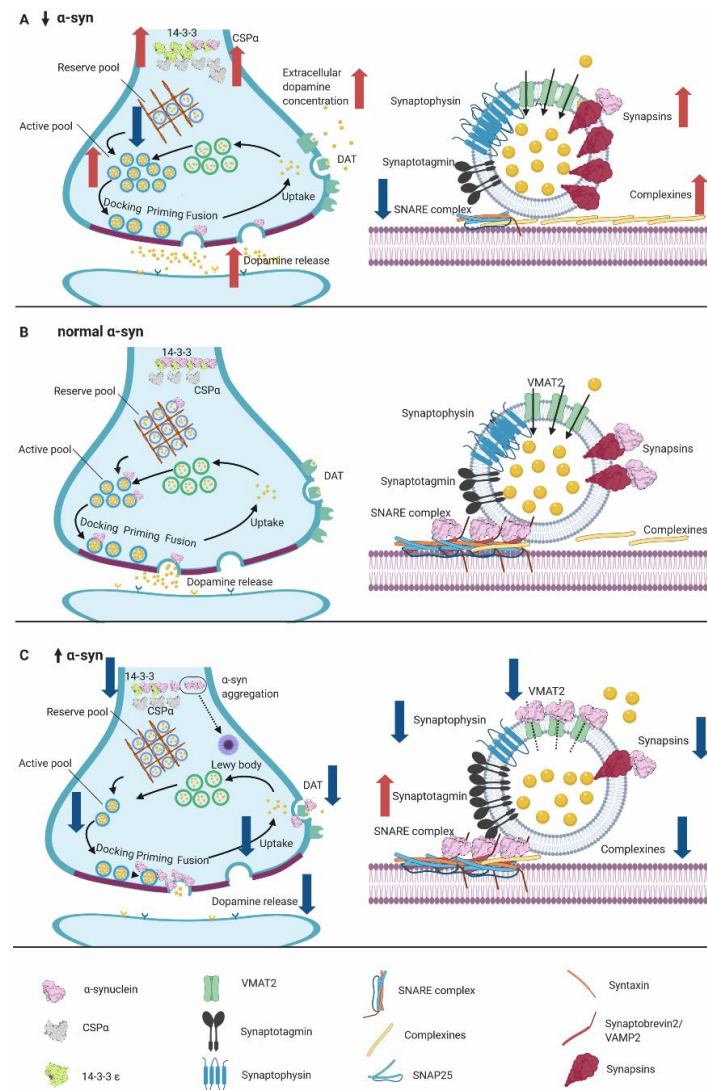 A ↓ α-syn
14-3-3
CSPα
Reserve pool
Active pool
Extracellular
dopamine
concentration
DAT
Docking Priming Fusion
Uptake
Dopamine release
Synaptophysin
Synapsins
Synaptotagmin
SNARE complex
Complexines
B normal α-syn
14-3-3
CSPα
Reserve pool
Active pool
DAT
Docking Priming Fusion
Uptake
Dopamine release
VMAT2
Synaptophysin
Synapsins
Synaptotagmin
SNARE complex
Complexines
C ↑ α-syn
14-3-3
α-syn
aggregation
CSPα
Reserve pool
Lewy body
Active pool
DAT
Docking Priming Fusion
Uptake
Dopamine release
VMAT2
Synaptophysin
Synapsins
Synaptotagmin
SNARE complex
Complexines
α-synuclein
VMAT2
SNARE complex
Syntaxin
CSPα
Synaptotagmin
Complexines
Synaptobrevin2/
VAMP2
14-3-3 ε
Synaptophysin
SNAP25
Synapsins